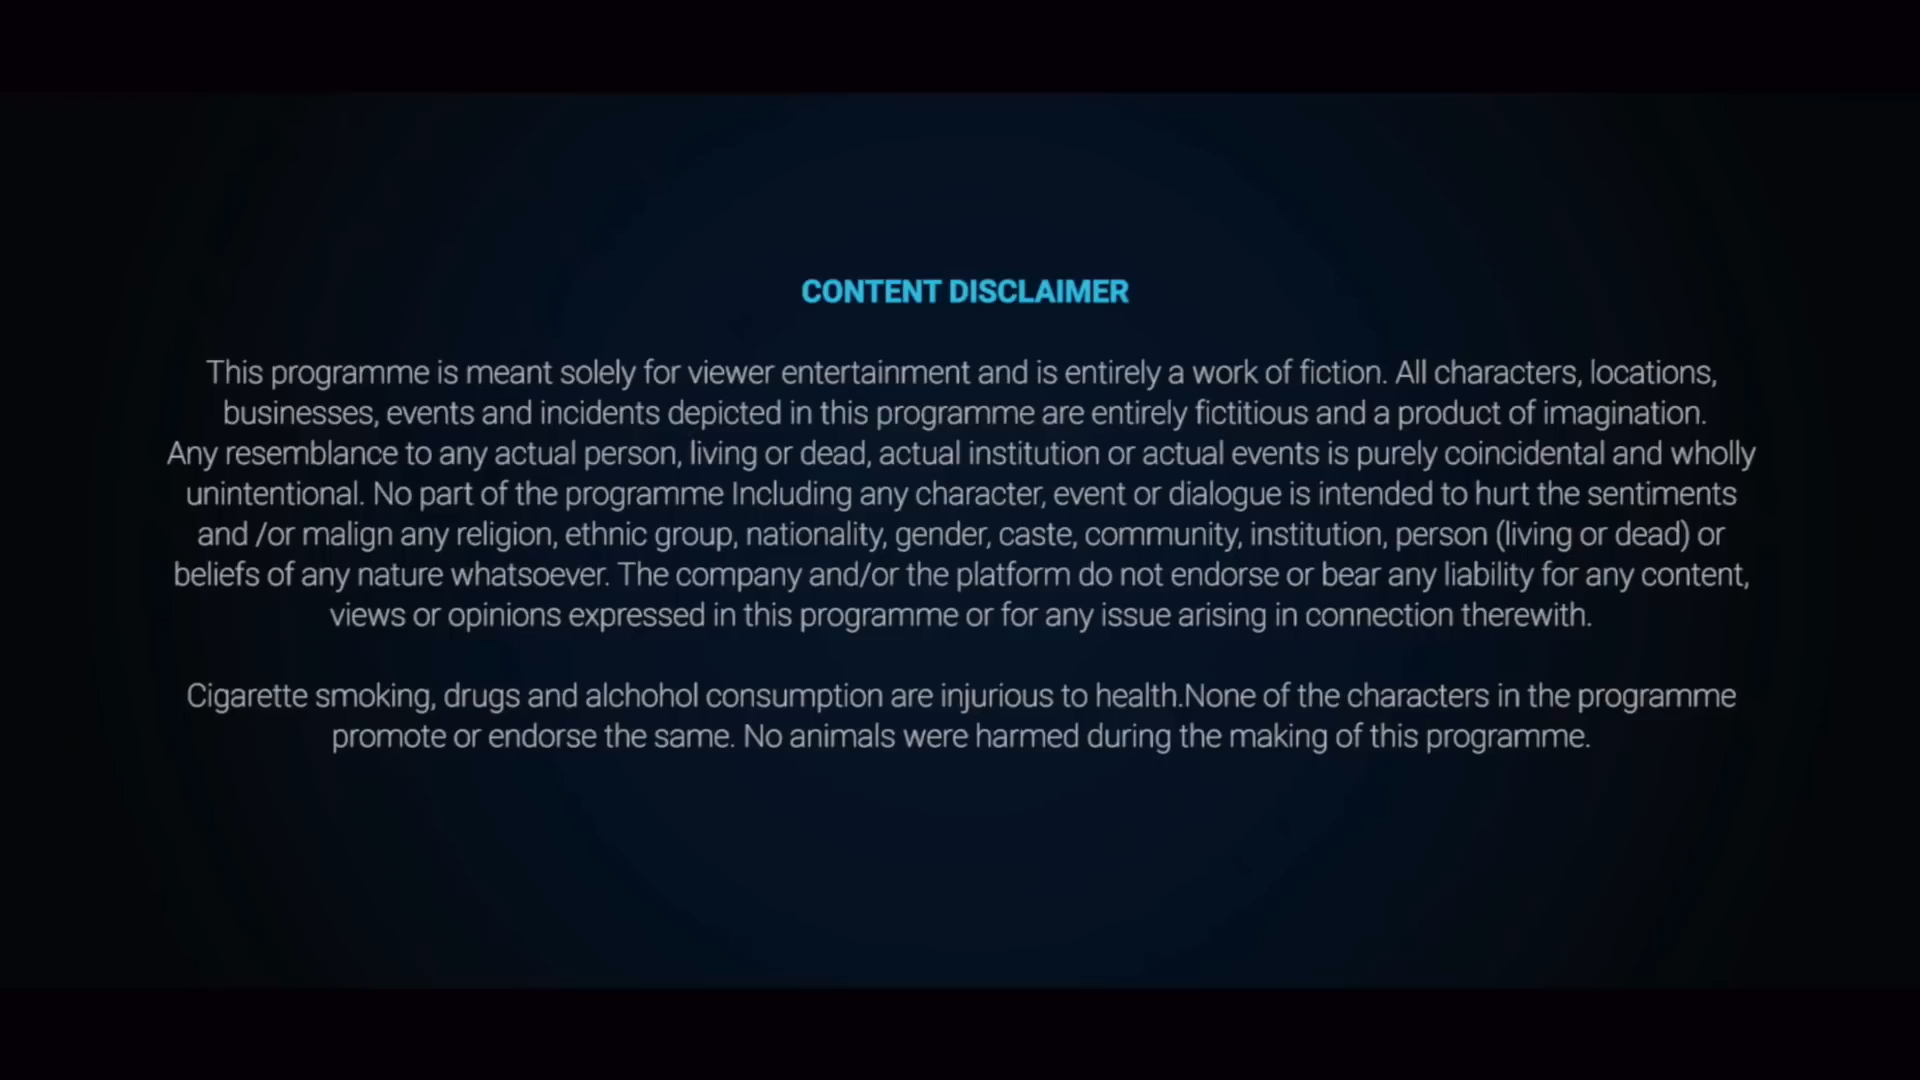 CONTENT DISCLAIMER
This programme is meant solely for viewer entertainment and is entirely a work of fiction. All characters, locations,
businesses, events and incidents depicted in this programme are entirely fictitious and a product of imagination.
Any resemblance to any actual person, living or dead, actual institution or actual events is purely coincidental and wholly
unintentional. No part of the programme Including any character, event or dialogue is intended to hurt the sentiments
and /or malign any religion, ethnic group, nationality, gender, caste, community, institution, person (living or dead) or
beliefs of any nature whatsoever. The company and/or the platform do not endorse or bear any liability for any content,
views or opinions expressed in this programme or for any issue arising in connection therewith.
Cigarette smoking, drugs and alchohol consumption are injurious to health.None of the characters in the programme
promote or endorse the same. No animals were harmed during the making of this programme.